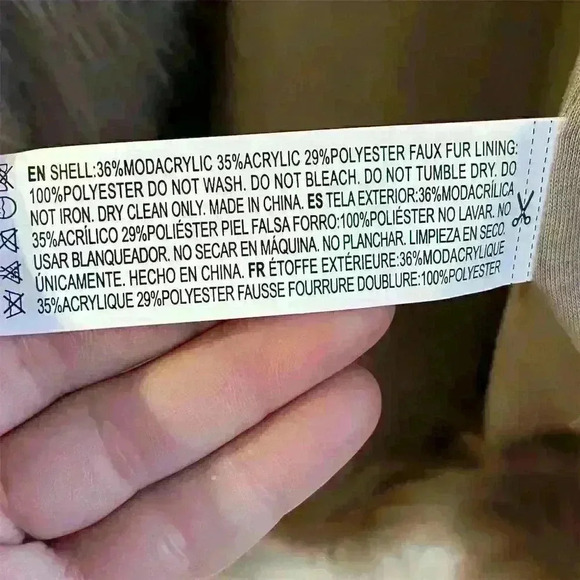 EN SHELL:36%MODACRYLIC 35%ACRYLIC 29%POLYESTER FAUX FUR LINING:
100%POLYESTER DO NOT WASH. DO NOT BLEACH. DO NOT TUMBLE DRY. DO
NOT IRON. DRY CLEAN ONLY. MADE IN CHINA. ES TELA EXTERIOR:36%MODACRÍLICA
35%ACRÍLICO 29%POLIÉSTER PIEL FALSA FORRO:100%POLIÉSTER NO LAVAR. NO
USAR BLANQUEADOR. NO SECAR EN MÁQUINA. NO PLANCHAR. LIMPIEZA EN SECO
ÚNICAMENTE. HECHO EN CHINA. FR ÉTOFFE EXTÉRIEURE:36%MODACRYLIQUE
35%ACRYLIQUE 29%POLYESTER FAUSSE FOURRURE DOUBLURE:100%POLYESTER